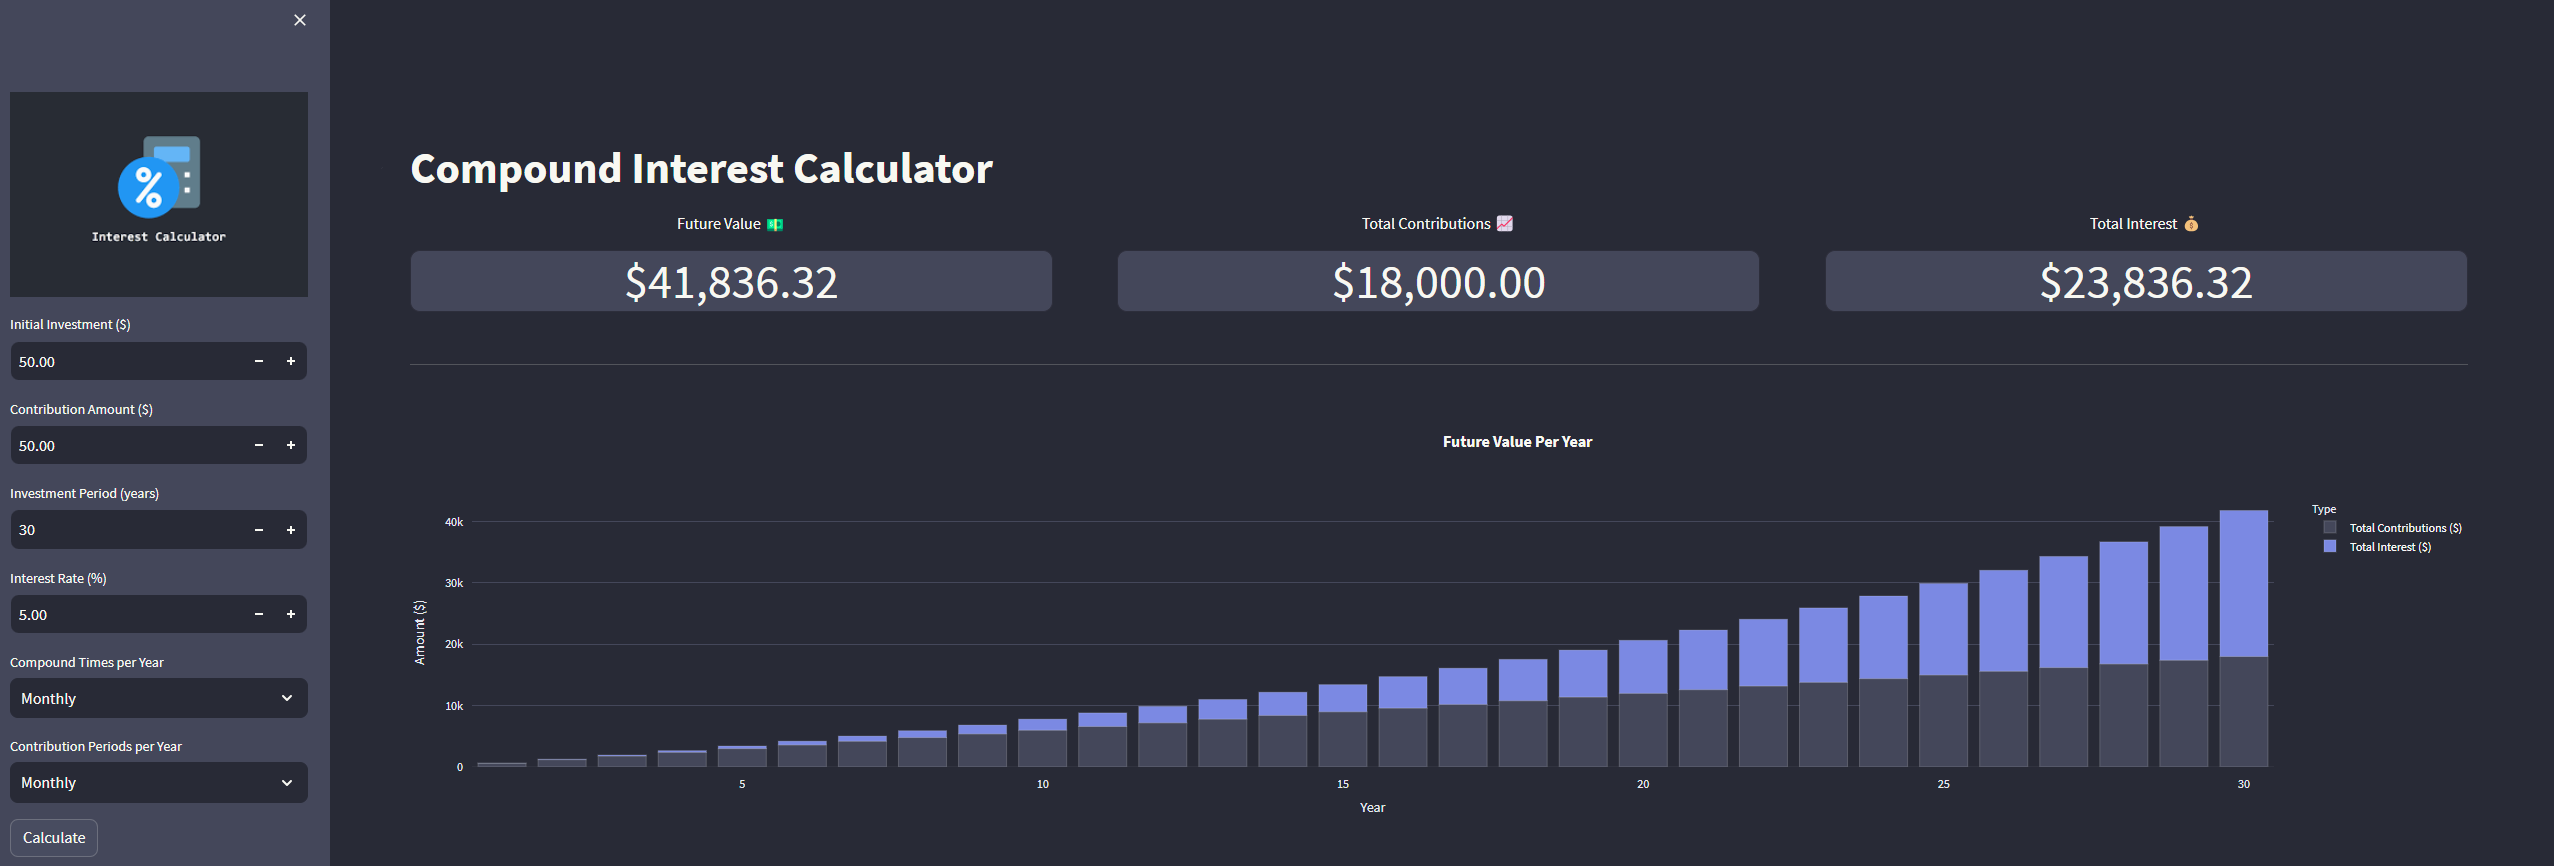 Interest Calculator
Initial Investment ($)
50.00
Contribution Amount ($)
50.00
Investment Period (years)
30
Interest Rate (%)
5.00
Compound Times per Year
Monthly
Contribution Periods per Year
Monthly
Calculate
Compound Interest Calculator
Future Value 💵
$41,836.32
Total Contributions 📈
$18,000.00
Total Interest 💰
$23,836.32
Future Value Per Year
Amount ($)
40k
30k
20k
10k
0
5 10 15 20 25 30
Year
Type
Total Contributions ($)
Total Interest ($)